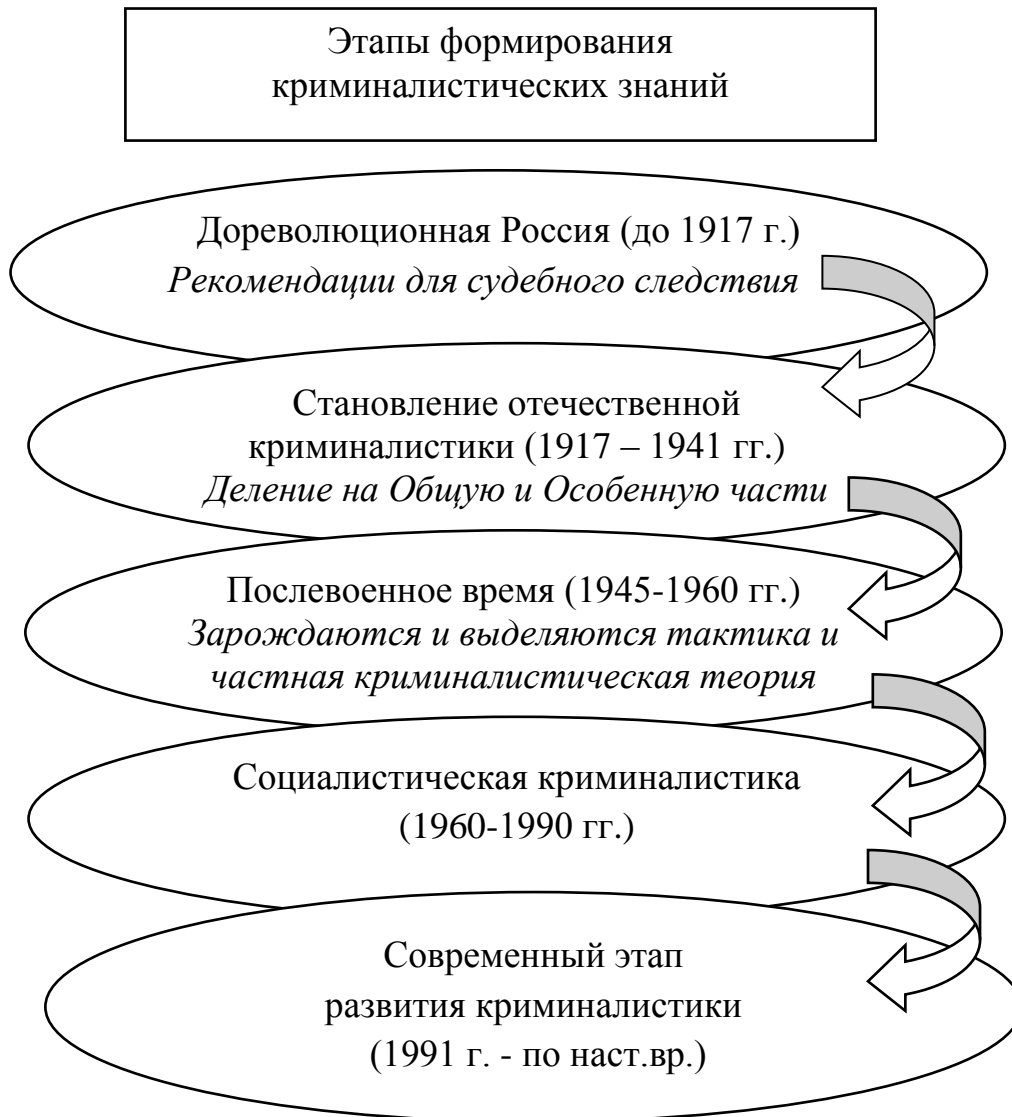 Этапы формирования
криминалистических знаний
Дореволюционная Россия (до 1917 г.)
Рекомендации для судебного следствия
Становление отечественной
криминалистики (1917 – 1941 гг.)
Деление на Общую и Особенную части
Послевоенное время (1945-1960 гг.)
Зарождаются и выделяются тактика и
частная криминалистическая теория
Социалистическая криминалистика
(1960-1990 гг.)
Современный этап
развития криминалистики
(1991 г. - по наст.вр.)